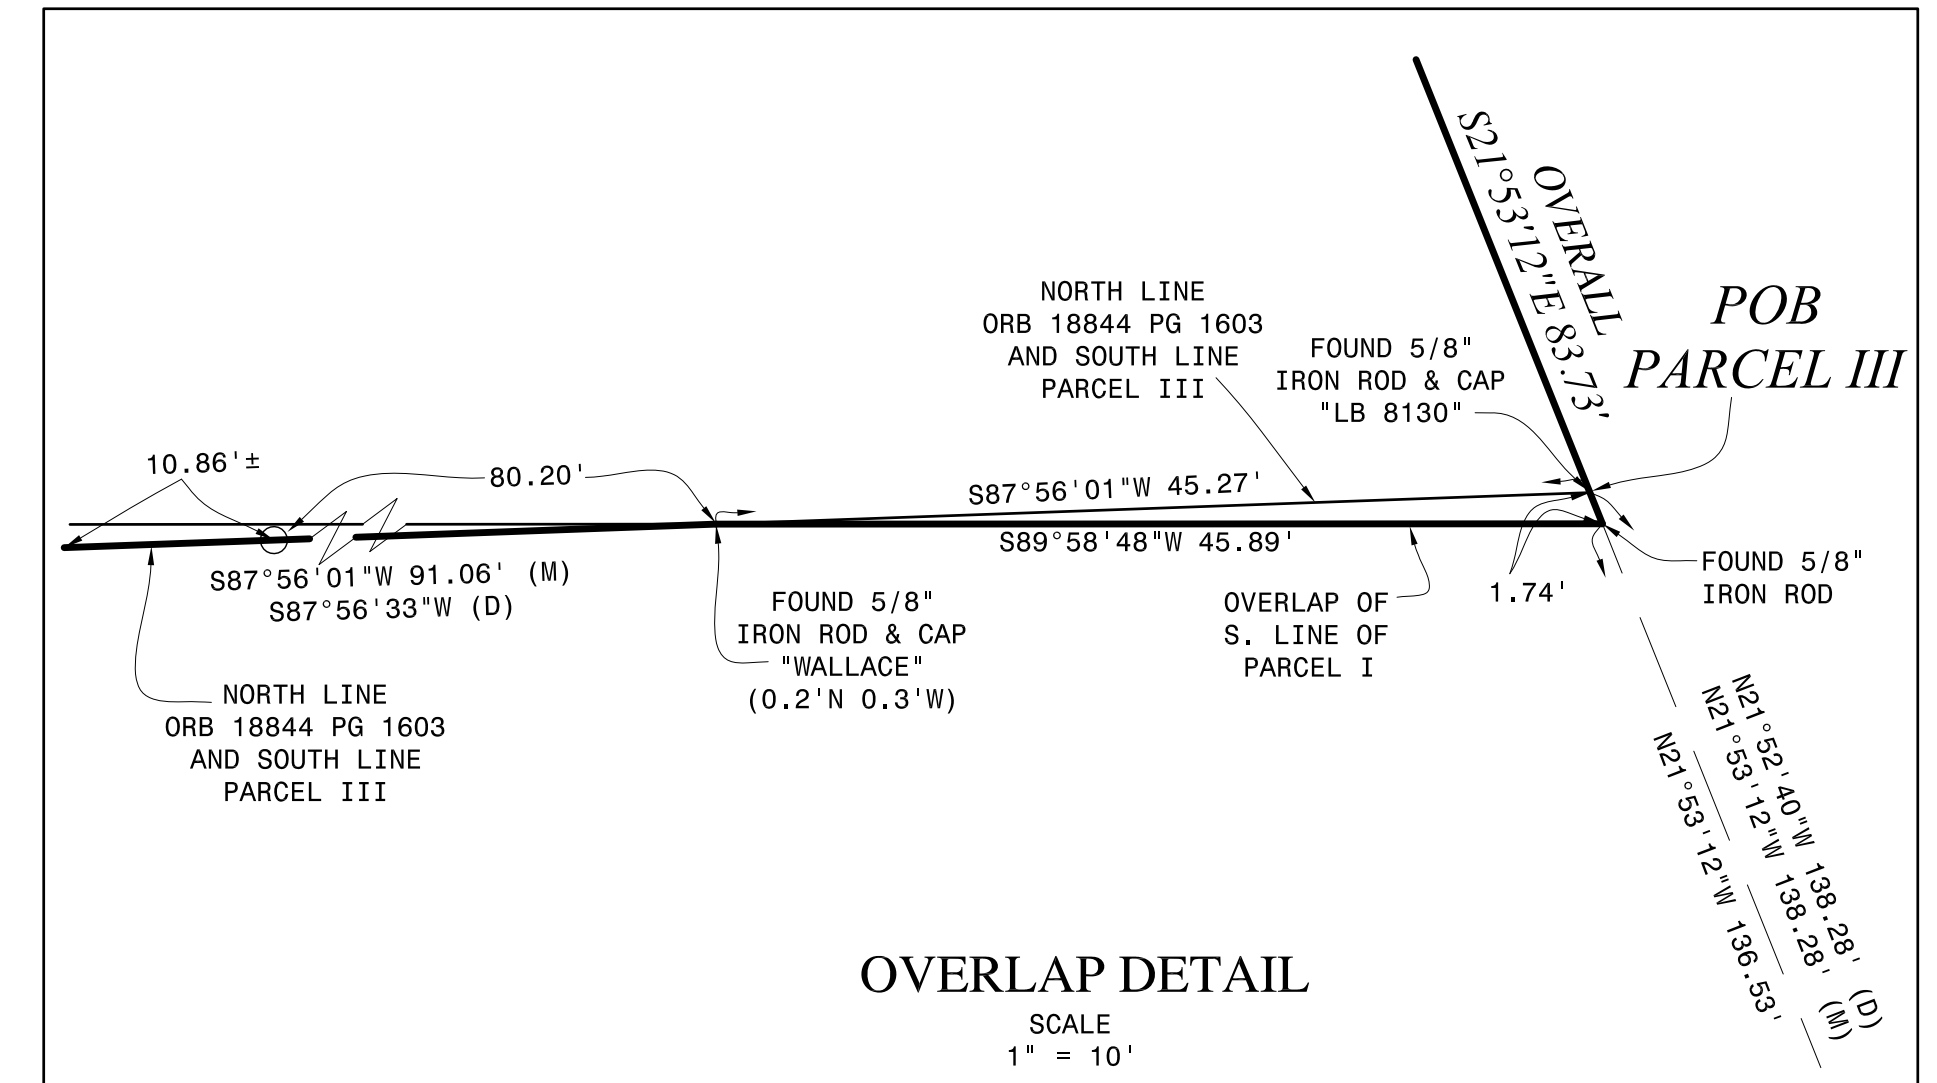 OVERALL
S21°53'12"E 83.73'
POB
PARCEL III
NORTH LINE
ORB 18844 PG 1603
AND SOUTH LINE
PARCEL III
FOUND 5/8"
IRON ROD & CAP
"LB 8130"
10.86'±
80.20'
S87°56'01"W 45.27'
S89°58'48"W 45.89'
S87°56'01"W 91.06' (M)
S87°56'33"W (D)
FOUND 5/8"
IRON ROD & CAP
"WALLACE"
(0.2'N 0.3'W)
OVERLAP OF
S. LINE OF
PARCEL I
1.74'
FOUND 5/8"
IRON ROD
NORTH LINE
ORB 18844 PG 1603
AND SOUTH LINE
PARCEL III
N21°52'40"W 138.28' (D)
N21°53'12"W 138.28' (M)
N21°53'12"W 136.53'
OVERLAP DETAIL
SCALE
1" = 10'